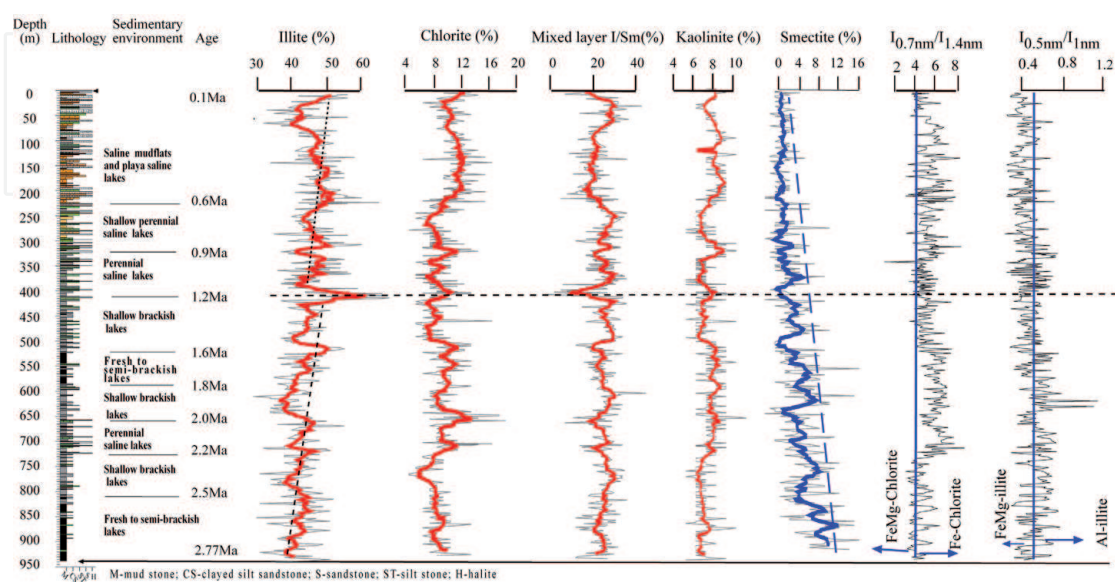 Depth (m)
Lithology
Sedimentary environment
Age
Illite (%)
Chlorite (%)
Mixed layer I/Sm(%)
Kaolinite (%)
Smectite (%)
I0.7nm/I1.4nm
I0.5nm/I1nm
30 40 50 60
4 8 12 16 20
20 40
4 6 8 10 12
0 4 8 12 16
2 4 6 8
0.4 0.8 1.2
0
50
100
150
200
250
300
350
400
450
500
550
600
650
700
750
800
850
900
950
Saline mudflats
and playa saline
lakes
Shallow perennial
saline lakes
Perennial
saline lakes
Shallow brackish
lakes
Fresh to
semi-brackish
lakes
Shallow brackish
lakes
Perennial
saline lakes
Shallow brackish
lakes
Fresh to semi-brackish
lakes
0.1Ma
0.6Ma
0.9Ma
1.2Ma
1.6Ma
1.8Ma
2.0Ma
2.2Ma
2.5Ma
2.77Ma
FeMg-Chlorite
Fe-Chlorite
FeMg-illite
Al-illite
M-mud stone; CS-clayed silt sandstone; S-sandstone; ST-silt stone; H-halite